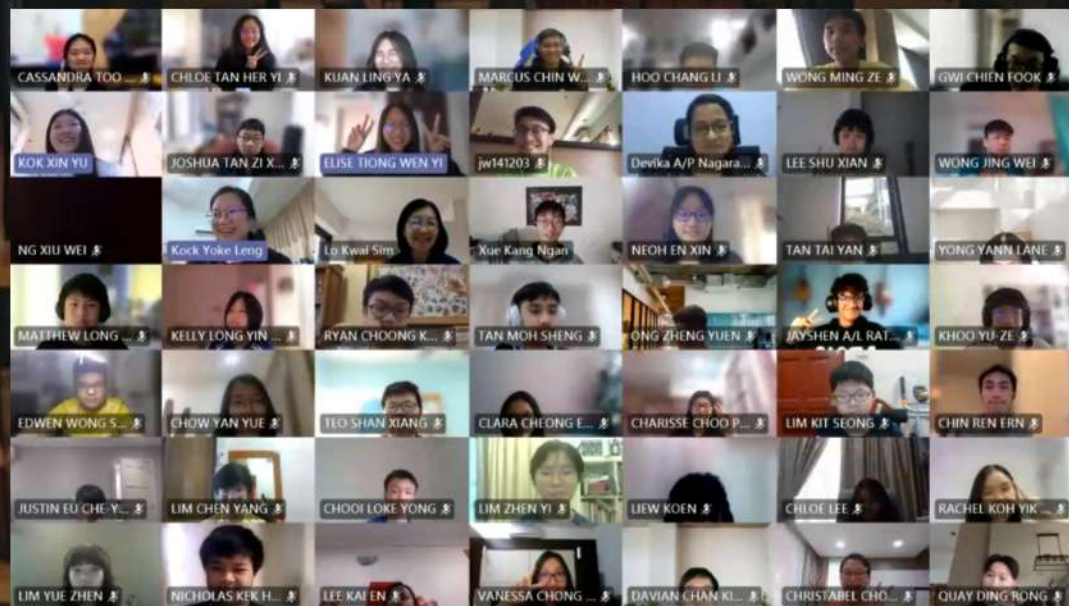 CASSANDRA TOO ... CHLOE TAN HER YI KUAN LING YA MARCUS CHIN W... HOO CHANG LI WONG MING ZE GWI CHIEN FOOK
KOK XIN YU JOSHUA TAN ZI X... ELISE TIONG WEN YI jw141203 Devika A/P Nagara... LEE SHU XIAN WONG JING WEI
NG XIU WEI Kock Yoke Leng Lo Kwai Sim Xue Kang Ngan NEOH EN XIN TAN TAI YAN YONG YANN LANE
MATTHEW LONG ... KELLY LONG YIN ... RYAN CHOONG K... TAN MOH SHENG ONG ZHENG YUEN JAYSHEN A/L RAT... KHOO YU-ZE
EDWEN WONG S... CHOW YAN YUE TEO SHAN XIANG CLARA CHEONG E... CHARISSE CHOO P... LIM KIT SEONG CHIN REN ERN
JUSTIN EU CHE-Y... LIM CHEN YANG CHOOI LOKE YONG LIM ZHEN YI LIEW KOEN CHLOE LEE RACHEL KOH YIK ...
LIM YUE ZHEN NICHOLAS KEK H... LEE KAI EN VANESSA CHONG ... DAVIAN CHAN KI... CHRISTABEL CHO... QUAY DING RONG